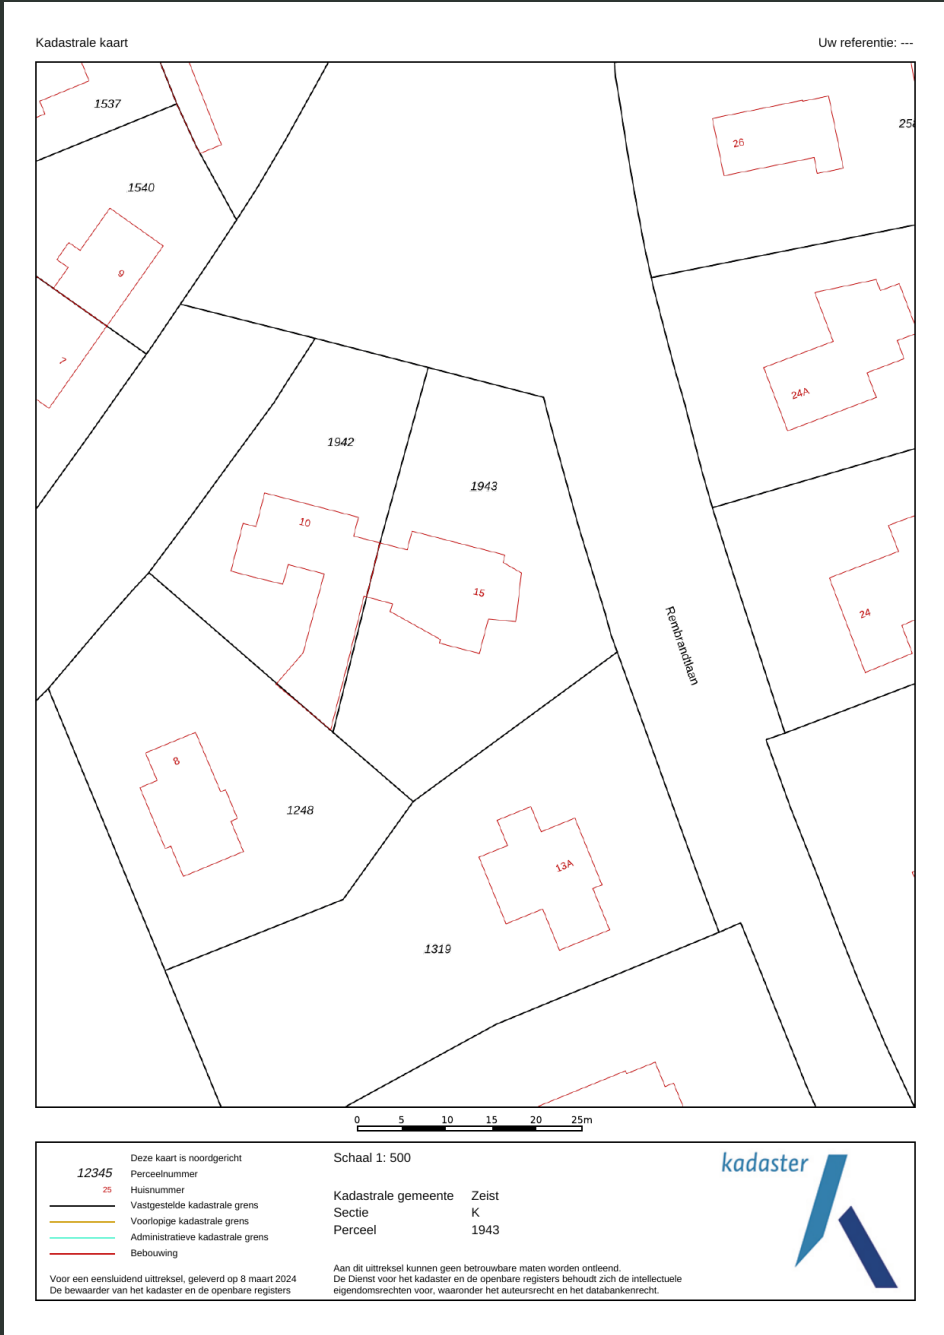 Kadastrale kaart
Uw referentie: ---
1537
26
1540
9
7
24A
1942
1943
10
15
24
Rembrandtlaan
8
1248
13A
1319
0 5 10 15 20 25m
Deze kaart is noordgericht
12345 Perceelnummer
25 Huisnummer
Vastgestelde kadastrale grens
Voorlopige kadastrale grens
Administratieve kadastrale grens
Bebouwing
Voor een eensluidend uittreksel, geleverd op 8 maart 2024
De bewaarder van het kadaster en de openbare registers
Schaal 1: 500
Kadastrale gemeente Zeist
Sectie K
Perceel 1943
Aan dit uittreksel kunnen geen betrouwbare maten worden ontleend.
De Dienst voor het kadaster en de openbare registers behoudt zich de intellectuele
eigendomsrechten voor, waaronder het auteursrecht en het databankenrecht.
kadaster